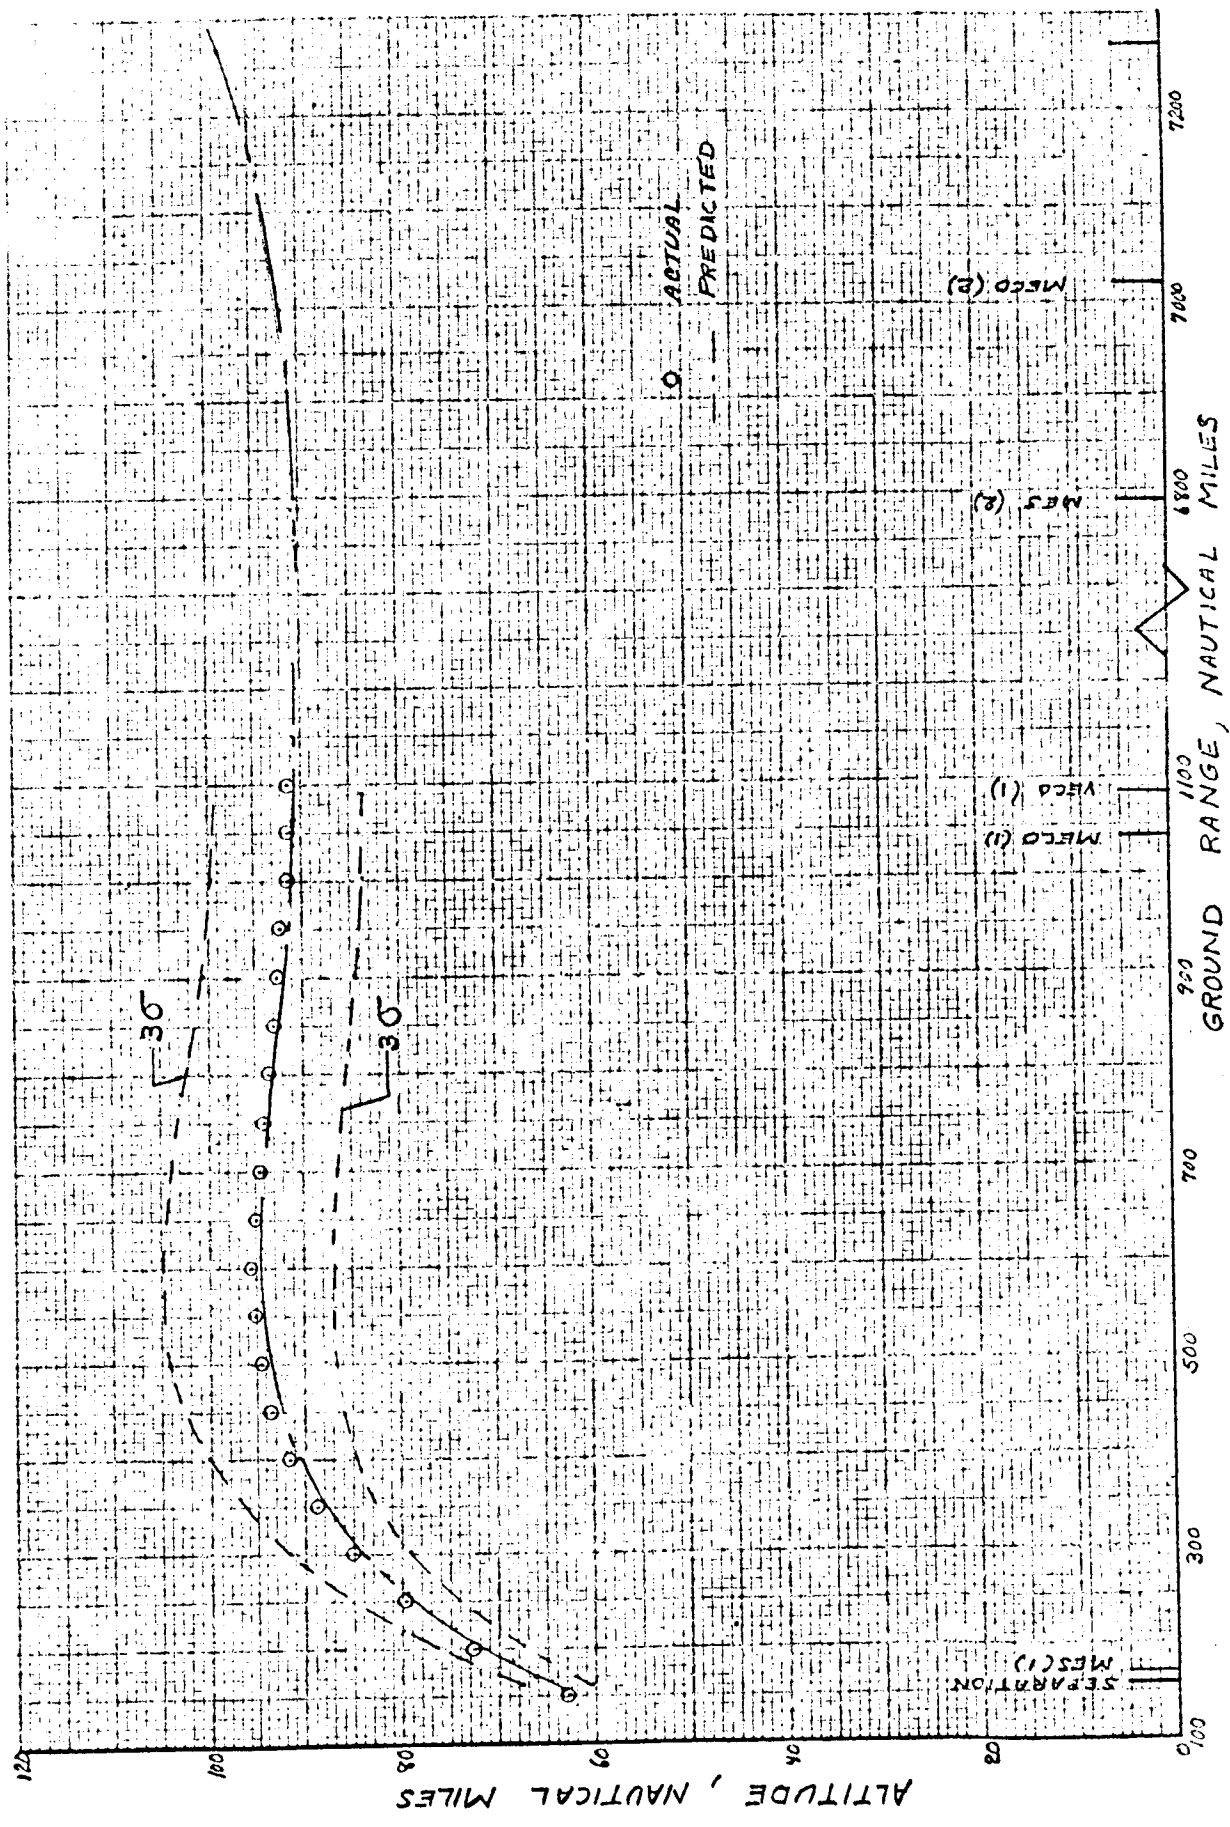 ALTITUDE, NAUTICAL MILES
120
100
80
60
40
20
0
3σ
3σ
ACTUAL
PREDICTED
SEPARATION
MES (1)
MECO (1)
VECO (1)
MES (2)
MECO (2)
100
300
500
700
900
1100
6800
7000
7200
GROUND RANGE, NAUTICAL MILES